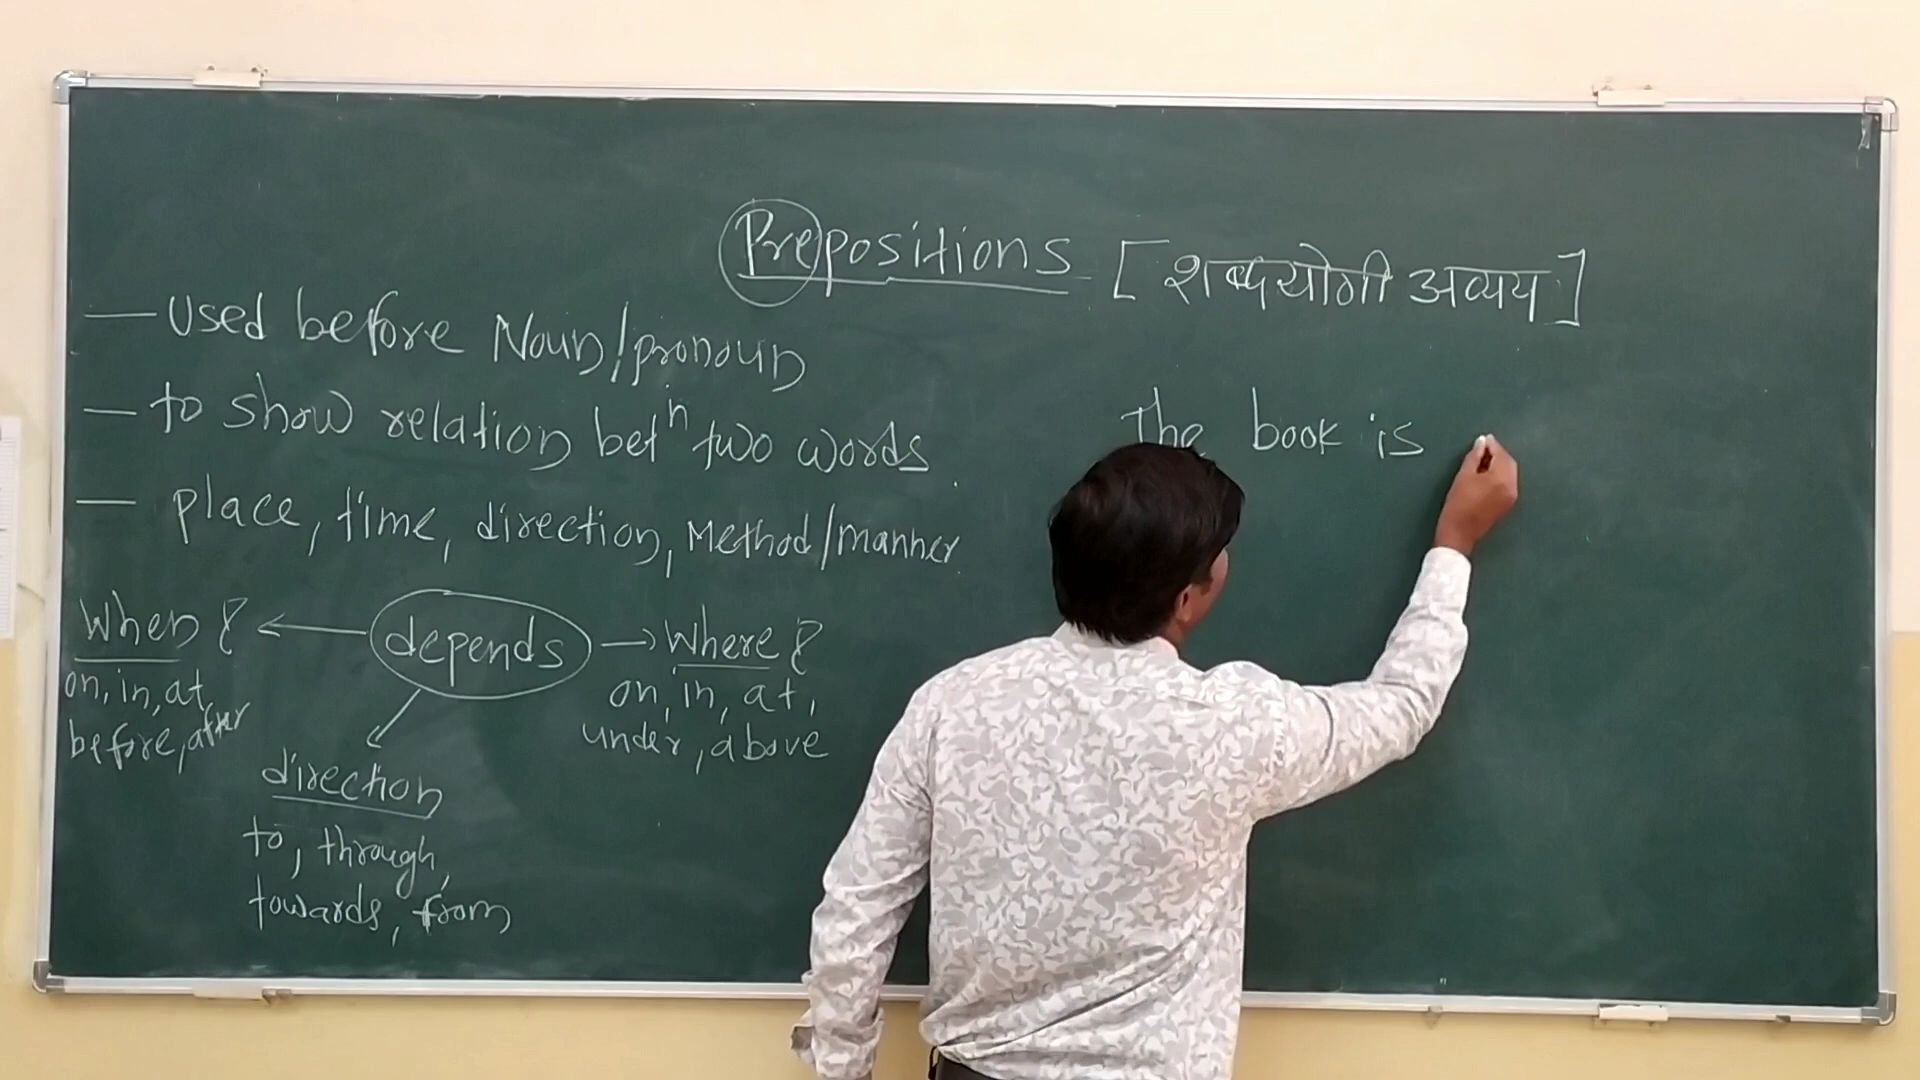 Prepositions [शब्दयोगी अव्यय]
— used before Noun/pronoun
— to show relation betⁿ two words
— place, time, direction, Method/manner
When ? ← depends → Where ?
on, in, at,
before, after
on, in, at,
under, above
direction
to, through,
towards, from
The book is